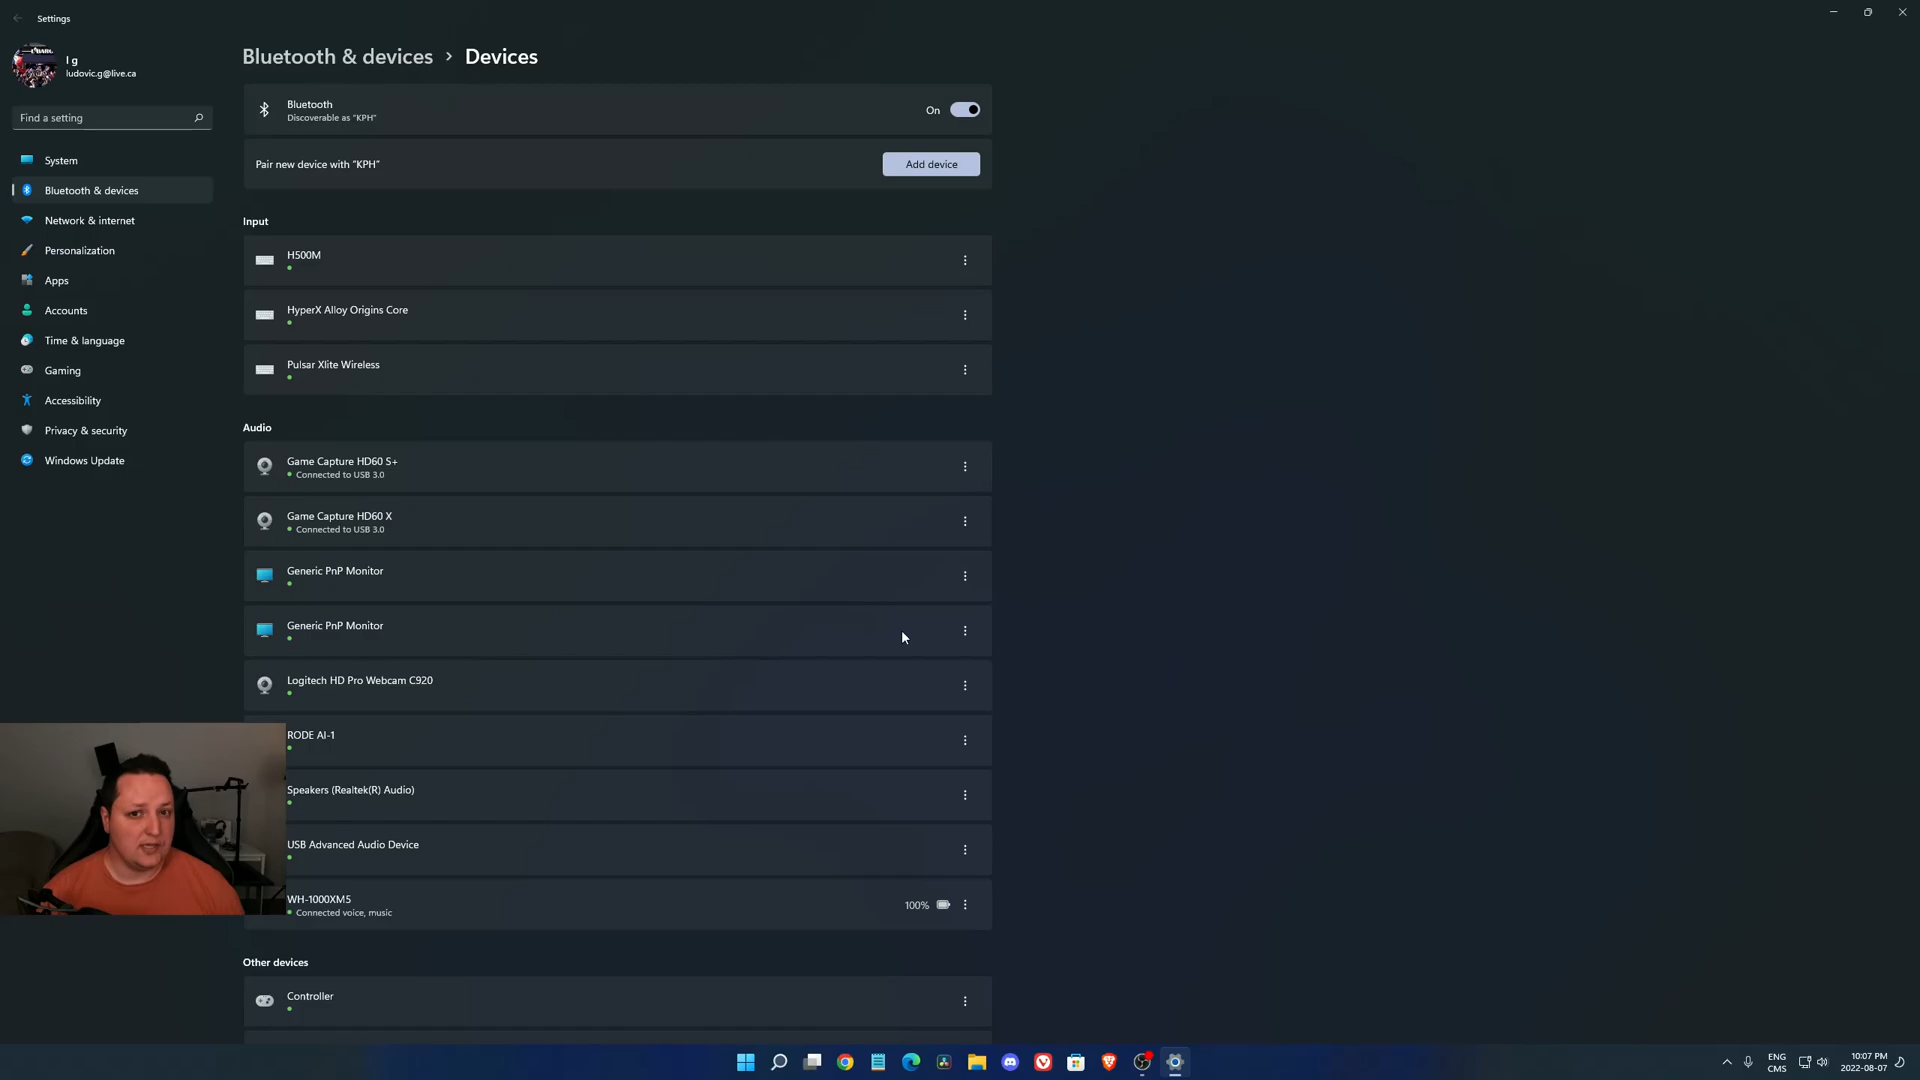 Settings
l g
ludovic.g@live.ca
Find a setting
System
Bluetooth & devices
Network & internet
Personalization
Apps
Accounts
Time & language
Gaming
Accessibility
Privacy & security
Windows Update
Bluetooth & devices › Devices
Bluetooth
Discoverable as “KPH”
On
Pair new device with “KPH”
Add device
Input
H500M
HyperX Alloy Origins Core
Pulsar Xlite Wireless
Audio
Game Capture HD60 S+
Connected to USB 3.0
Game Capture HD60 X
Connected to USB 3.0
Generic PnP Monitor
Generic PnP Monitor
Logitech HD Pro Webcam C920
RODE AI-1
Speakers (Realtek(R) Audio)
USB Advanced Audio Device
WH-1000XM5
Connected voice, music
100%
Other devices
Controller
ENG
CMS
10:07 PM
2022-08-07